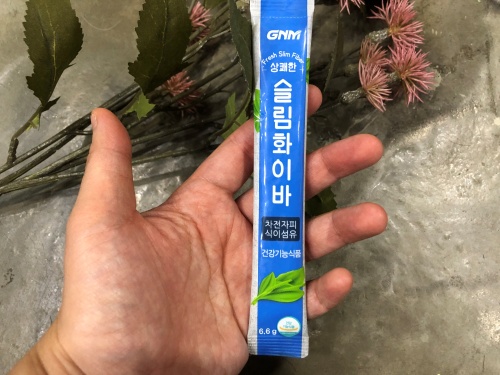 GNM
Fresh Slim Fiber
상쾌한
슬림화이바
차전자피
식이섬유
건강기능식품
6.6 g